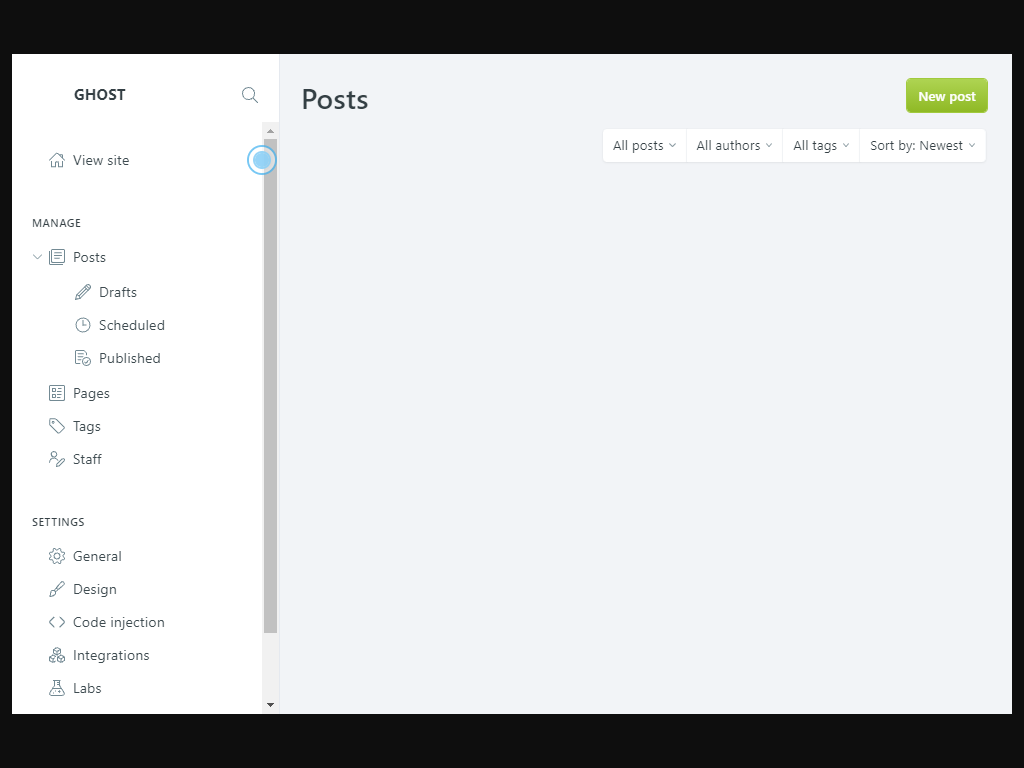 GHOST
View site
MANAGE
Posts
Drafts
Scheduled
Published
Pages
Tags
Staff
SETTINGS
General
Design
Code injection
Integrations
Labs
Posts
New post
All posts All authors All tags Sort by: Newest